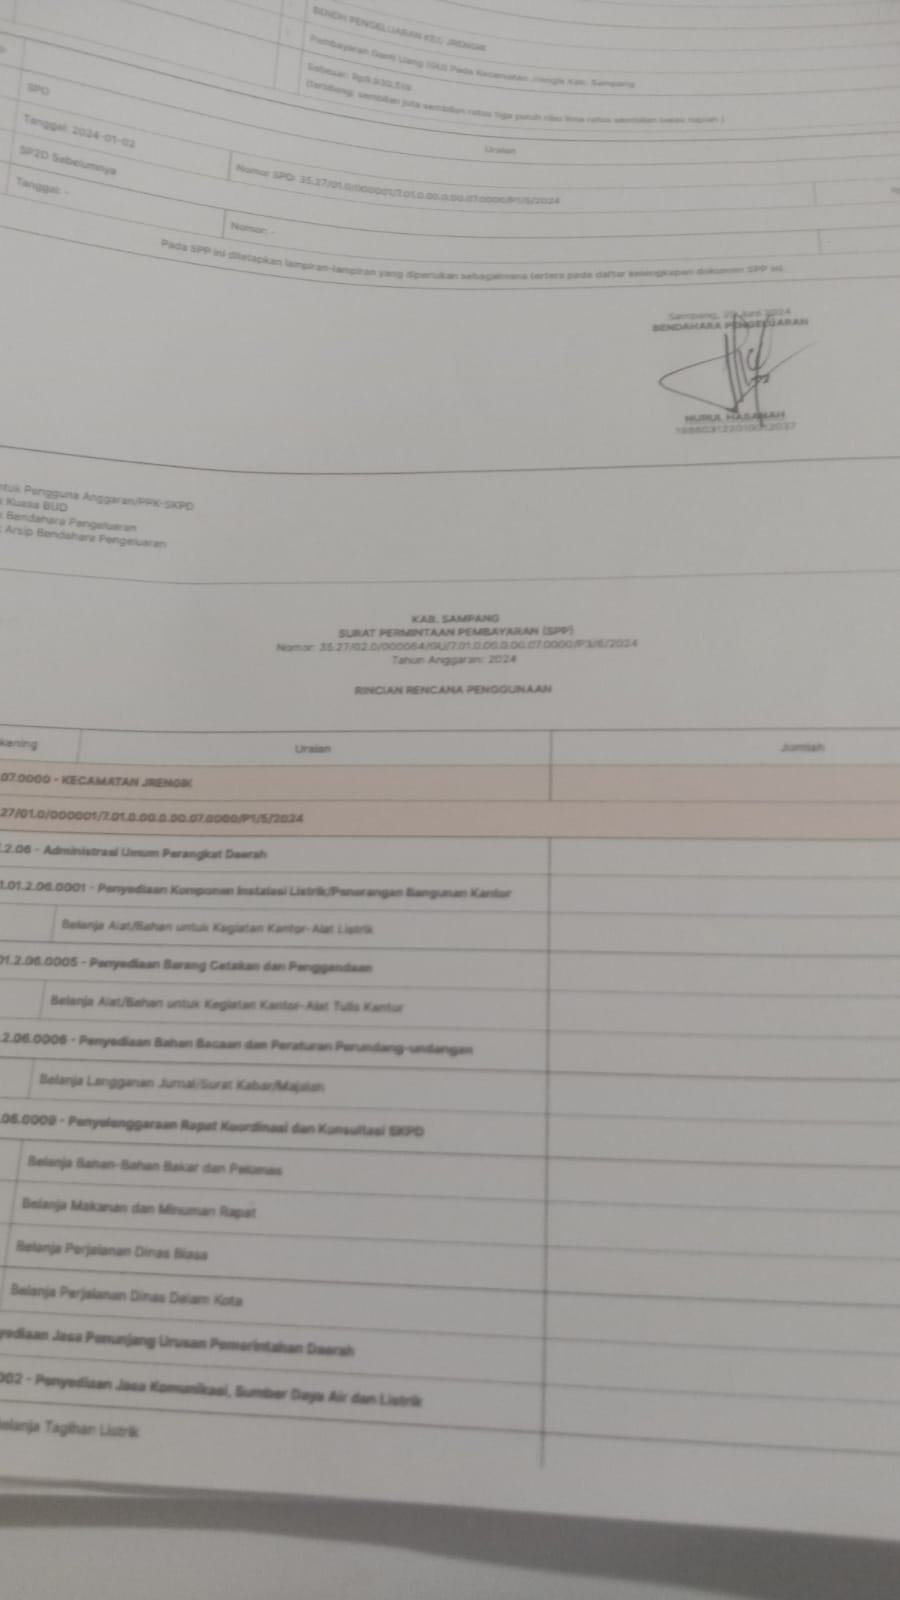 BENDH PENGELUARAN KEC JRENGIK
Pembayaran Ganti Uang (GU) Pada Kecamatan Jrengik Kab. Sampang
Sebesar: Rp9.930.519
(terbilang: sembilan juta sembilan ratus tiga puluh ribu lima ratus sembilan belas rupiah )
Uraian
SPD
Tanggal: 2024-01-02
Nomor SPD: 35.27/01.0/000001/7.01.0.00.0.00.07.0000/P1/5/2024
SP2D Sebelumnya
Tanggal: -
Nomor: -
Pada SPP ini ditetapkan lampiran-lampiran yang diperlukan sebagaimana tertera pada daftar kelengkapan dokumen SPP ini.
Sampang, Juni 2024
BENDAHARA PENGELUARAN
NURUL HASANAH
ntuk Pengguna Anggaran/PPK-SKPD
: Kuasa BUD
: Bendahara Pengeluaran
: Arsip Bendahara Pengeluaran
KAB. SAMPANG
SURAT PERMINTAAN PEMBAYARAN (SPP)
Nomor: 35.27/02.0/000064/GU/7.01.0.00.0.00.07.0000/P3/6/2024
Tahun Anggaran: 2024
RINCIAN RENCANA PENGGUNAAN
kening Uraian Jumlah
07.0000 - KECAMATAN JRENGIK
27/01.0/000001/7.01.0.00.0.00.07.0000/P1/5/2024
.2.06 - Administrasi Umum Perangkat Daerah
1.01.2.06.0001 - Penyediaan Komponen Instalasi Listrik/Penerangan Bangunan Kantor
Belanja Alat/Bahan untuk Kegiatan Kantor-Alat Listrik
01.2.06.0005 - Penyediaan Barang Cetakan dan Penggandaan
Belanja Alat/Bahan untuk Kegiatan Kantor-Alat Tulis Kantor
.2.06.0006 - Penyediaan Bahan Bacaan dan Peraturan Perundang-undangan
Belanja Langganan Jurnal/Surat Kabar/Majalah
.06.0009 - Penyelenggaraan Rapat Koordinasi dan Konsultasi SKPD
Belanja Bahan-Bahan Bakar dan Pelumas
Belanja Makanan dan Minuman Rapat
Belanja Perjalanan Dinas Biasa
Belanja Perjalanan Dinas Dalam Kota
yediaan Jasa Penunjang Urusan Pemerintahan Daerah
002 - Penyediaan Jasa Komunikasi, Sumber Daya Air dan Listrik
elanja Tagihan Listrik